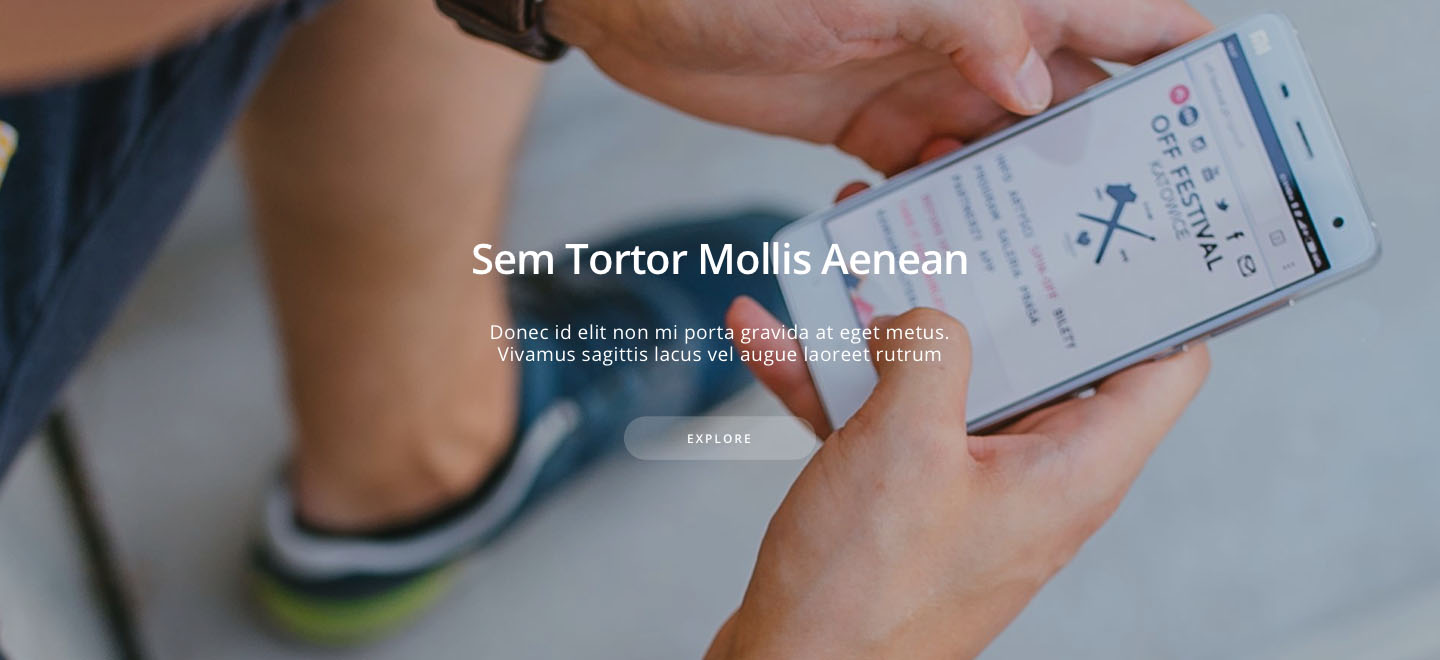 Sem Tortor Mollis Aenean
Donec id elit non mi porta gravida at eget metus.
Vivamus sagittis lacus vel augue laoreet rutrum
EXPLORE
OFF FESTIVAL
KATOWICE
INFO ARTYŚCI SPIN-OFF BILETY
PROGRAM GALERIA PRASA
PARTNERZY APP